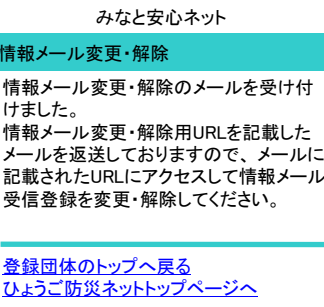 みなと安心ネット
情報メール変更・解除
情報メール変更・解除のメールを受け付
けました。
情報メール変更・解除用URLを記載した
メールを返送しておりますので、メールに
記載されたURLにアクセスして情報メール
受信登録を変更・解除してください。
登録団体のトップへ戻る
ひょうご防災ネットトップページへ